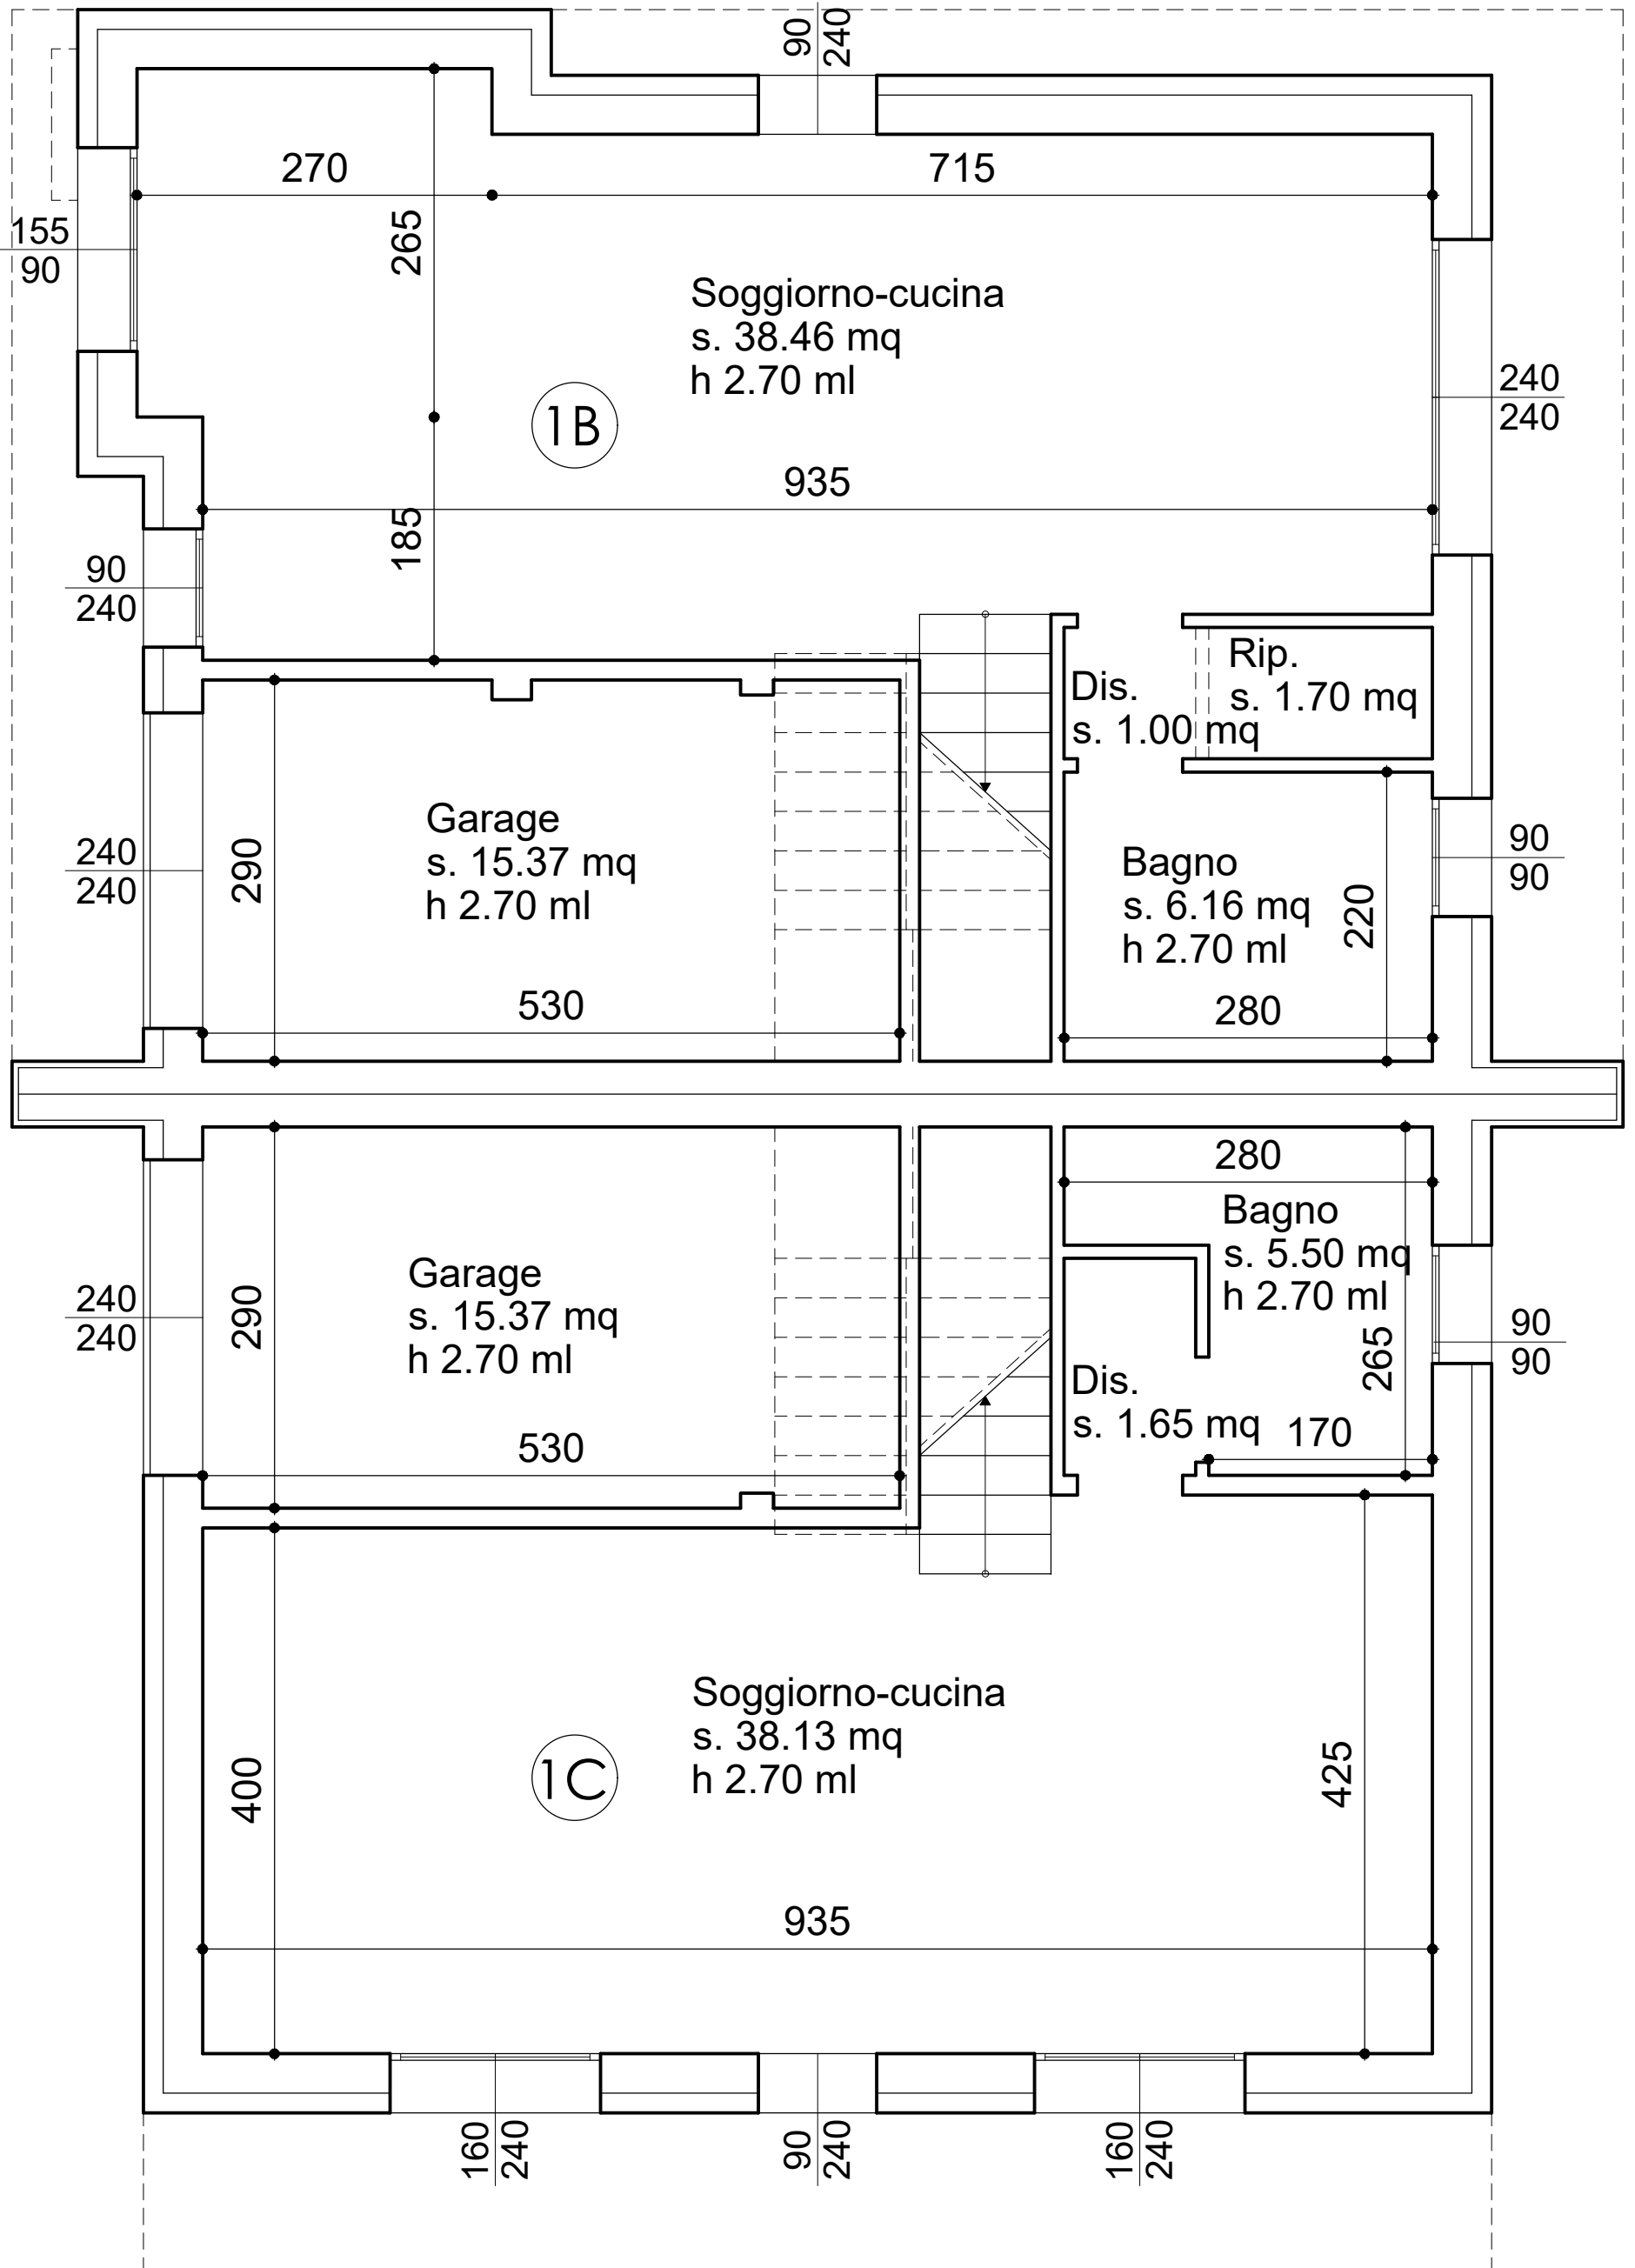 90
240
270
715
155
90
265
Soggiorno-cucina
s. 38.46 mq
h 2.70 ml
240
240
1B
935
185
90
240
Rip.
s. 1.70 mq
Dis.
s. 1.00 mq
Garage
s. 15.37 mq
h 2.70 ml
240
240
290
Bagno
s. 6.16 mq
h 2.70 ml
220
90
90
530
280
280
Bagno
s. 5.50 mq
h 2.70 ml
Garage
s. 15.37 mq
h 2.70 ml
240
240
290
265
90
90
Dis.
s. 1.65 mq
170
530
Soggiorno-cucina
s. 38.13 mq
h 2.70 ml
1C
400
425
935
160
240
90
240
160
240